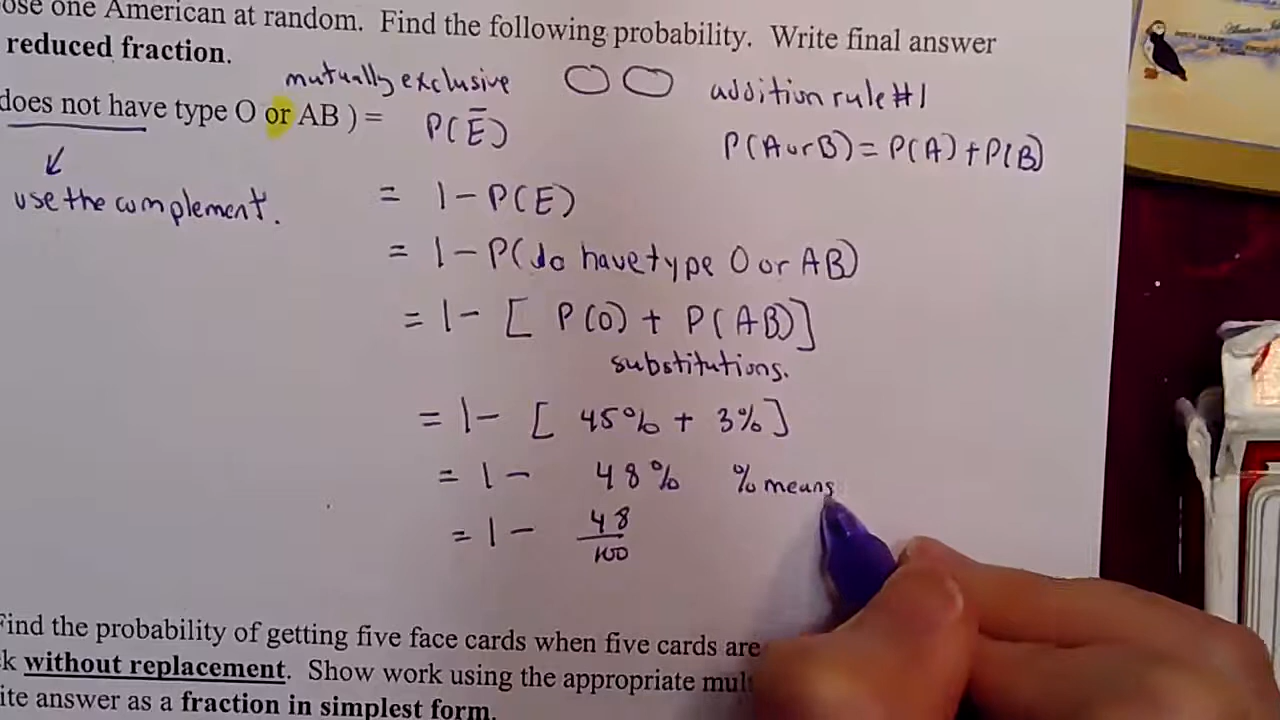 ose one American at random. Find the following probability. Write final answer
reduced fraction.
mutually exclusive
addition rule #1
does not have type O or AB ) = P(E̅)
P(A or B) = P(A) + P(B)
use the complement.
= 1 - P(E)
= 1 - P(do have type O or AB)
= 1 - [ P(O) + P(AB)]
substitutions.
= 1 - [ 45% + 3% ]
= 1 - 48% % means
= 1 - 48/100
Find the probability of getting five face cards when five cards are
k without replacement. Show work using the appropriate mul
ite answer as a fraction in simplest form.